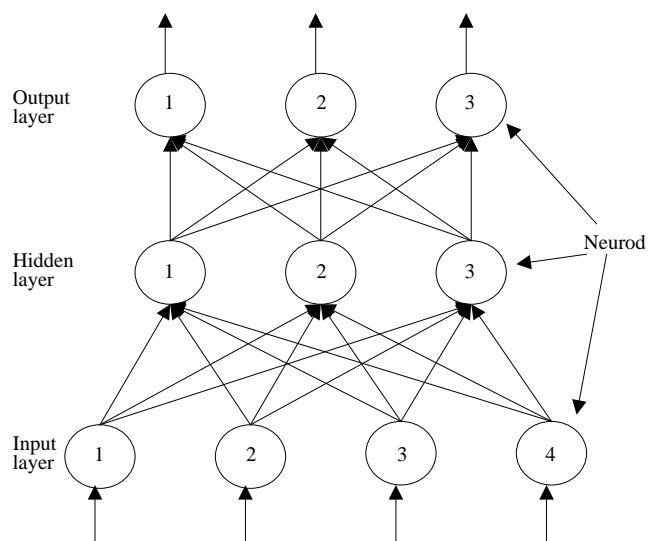 Output
layer
1 2 3
Neurod
Hidden
layer
1 2 3
Input
layer
1 2 3 4